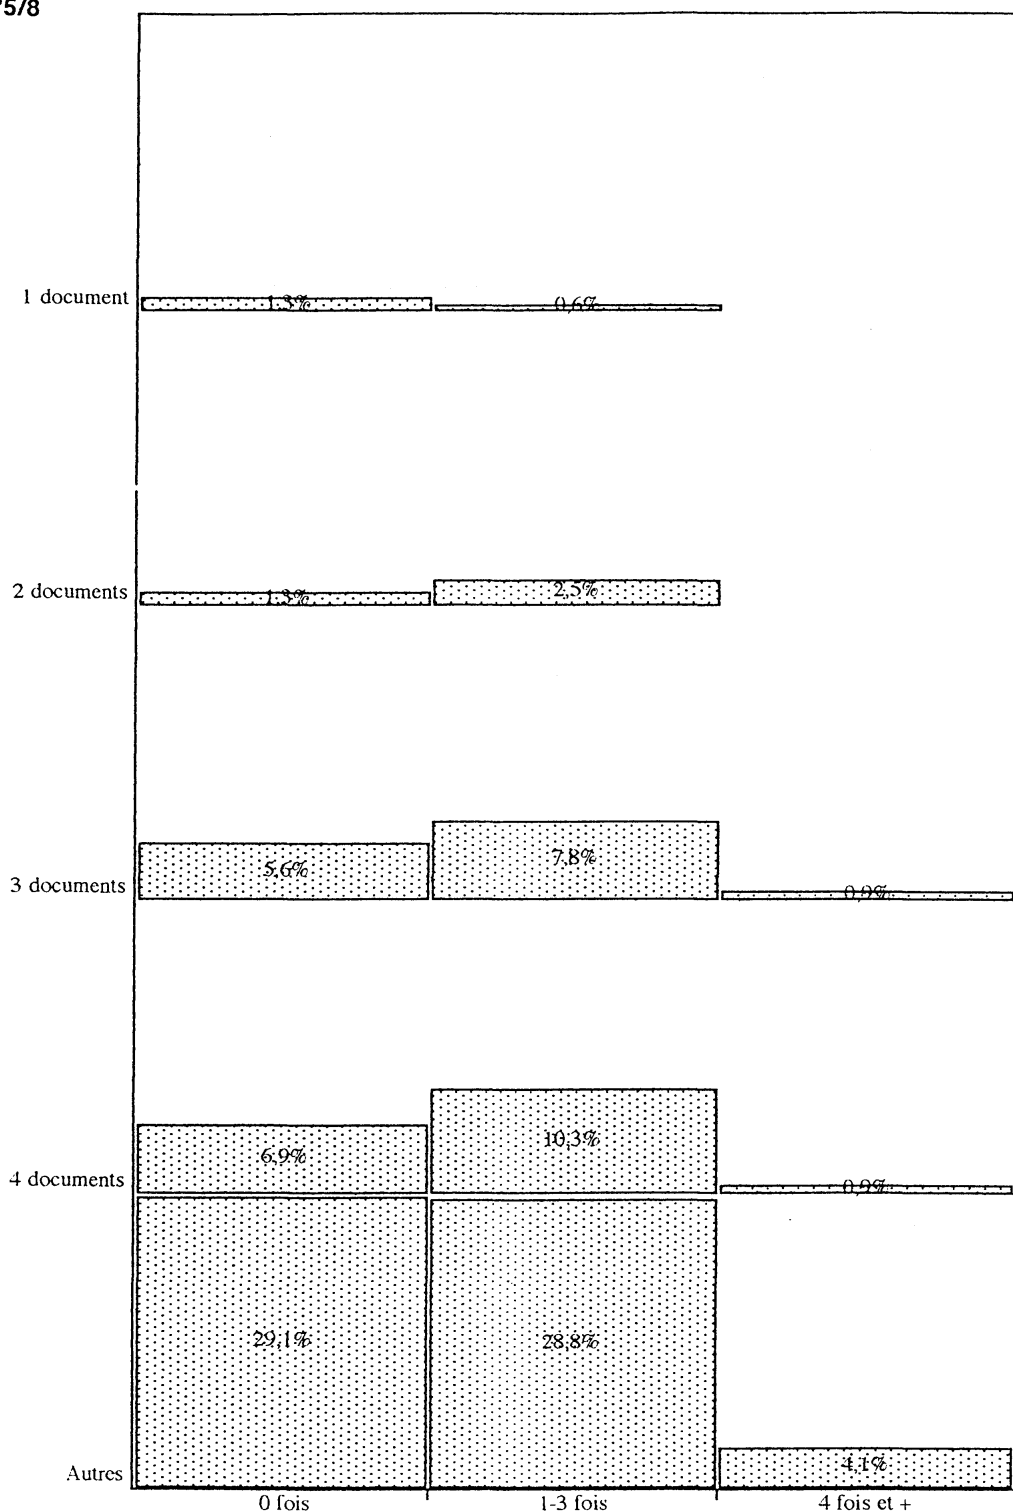 75/8
1 document 1,3% 0,6%
2 documents 1,3% 2,5%
3 documents 5,6% 7,8% 0,9%
4 documents 6,9% 10,3% 0,9%
29,1% 28,8%
Autres 4,1%
0 fois 1-3 fois 4 fois et +